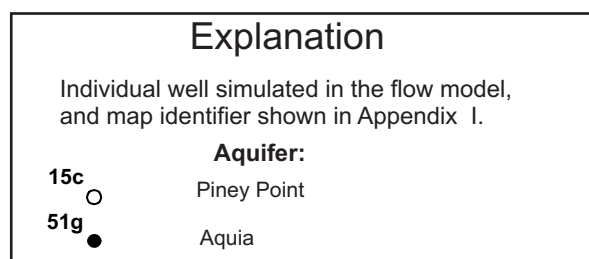 Explanation
Individual well simulated in the flow model,
and map identifier shown in Appendix I.
Aquifer:
15c
Piney Point
51g
Aquia